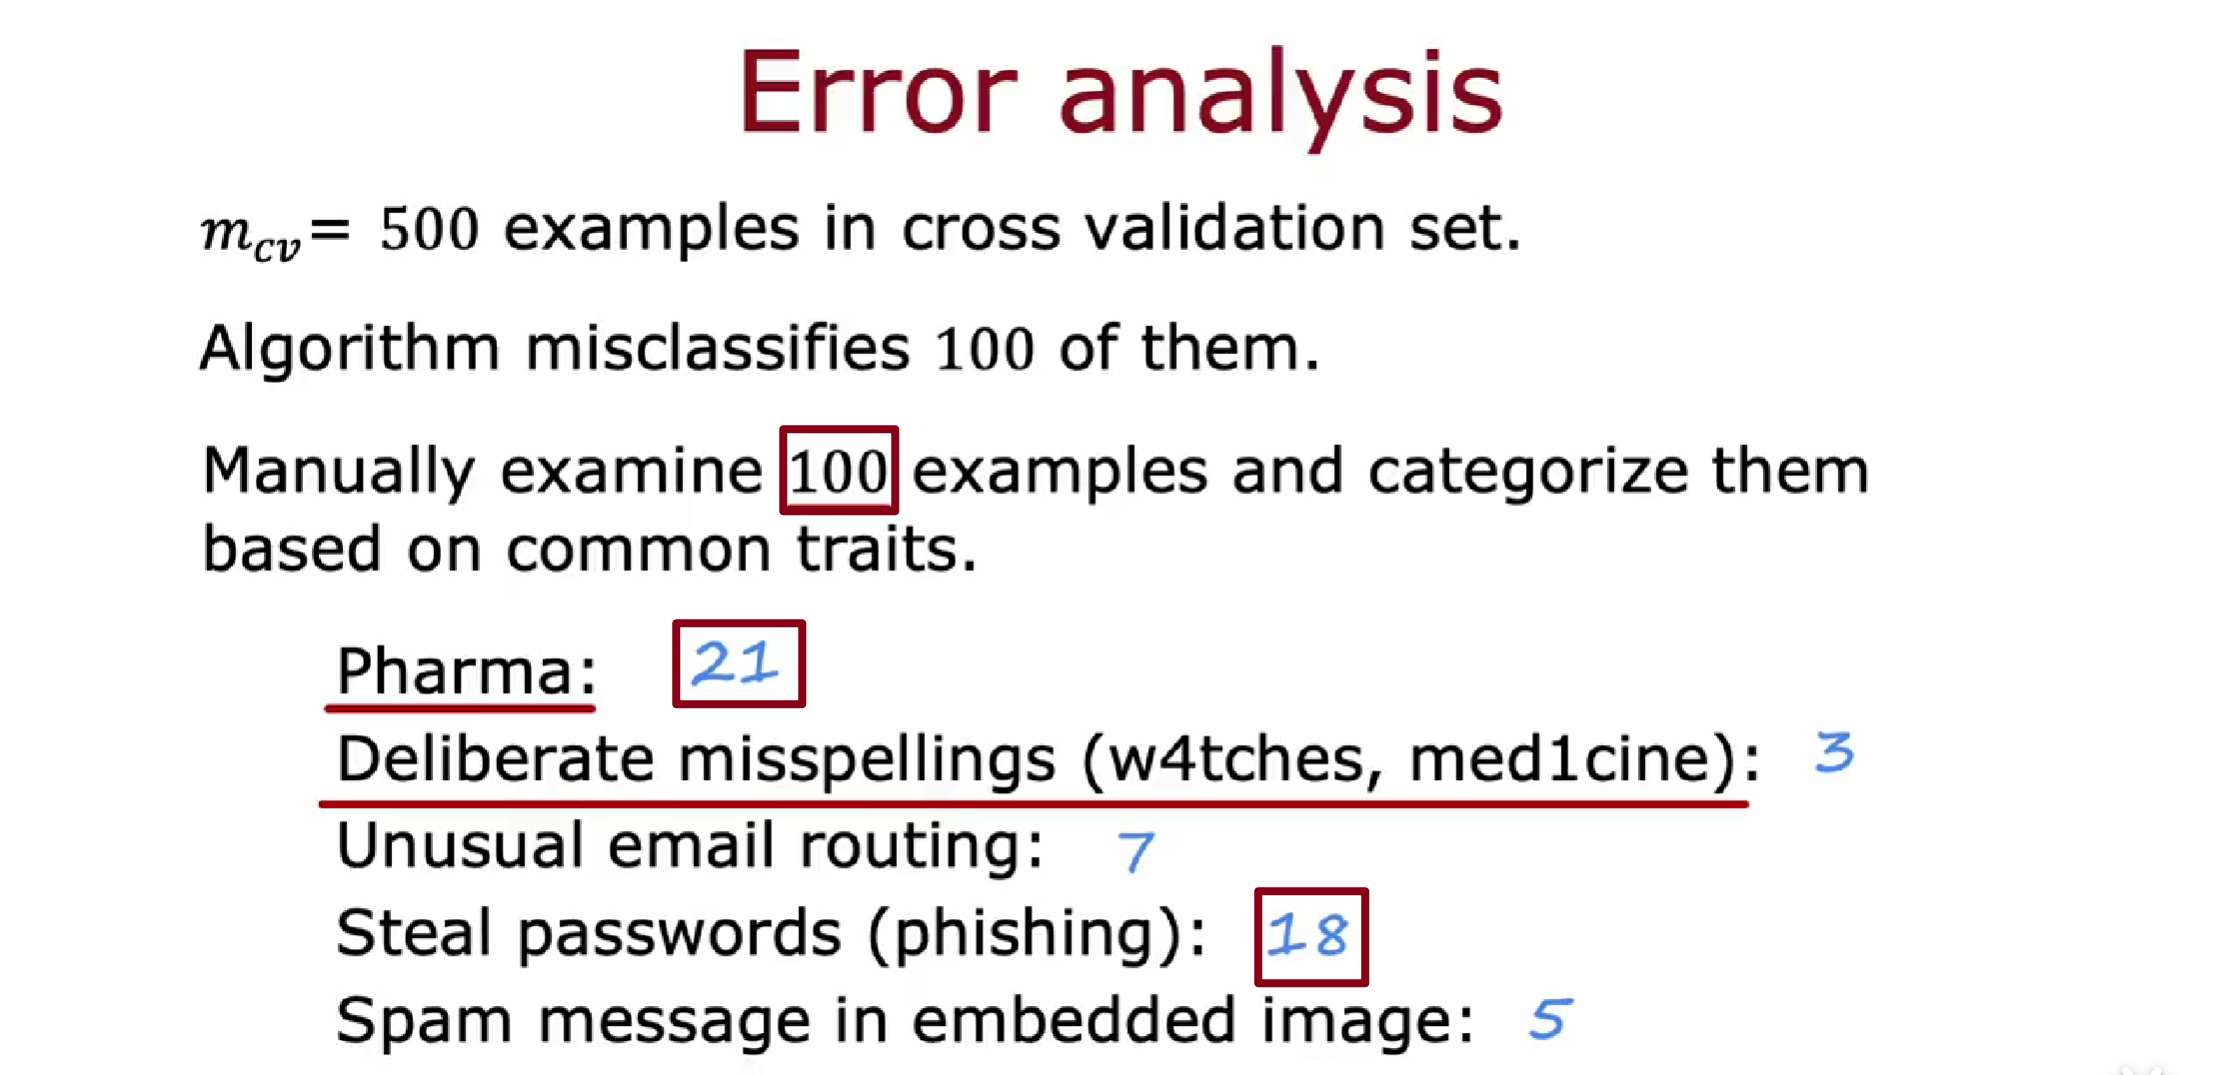 Error analysis
m_cv = 500 examples in cross validation set.
Algorithm misclassifies 100 of them.
Manually examine 100 examples and categorize them
based on common traits.
Pharma: 21
Deliberate misspellings (w4tches, med1cine): 3
Unusual email routing: 7
Steal passwords (phishing): 18
Spam message in embedded image: 5